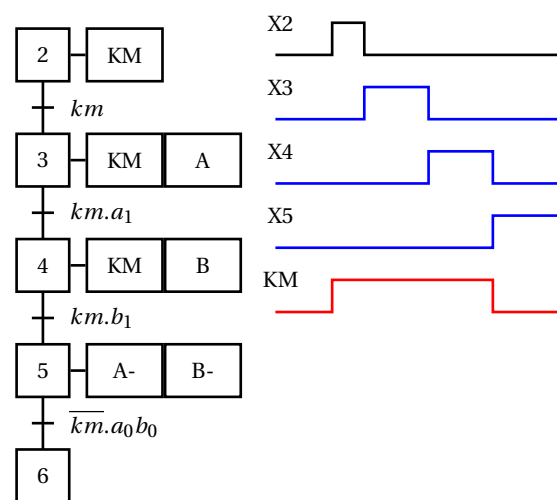 2 KM
km
3 KM A
km.a₁
4 KM B
km.b₁
5 A- B-
k̅m̅.a₀b₀
6
X2
X3
X4
X5
KM